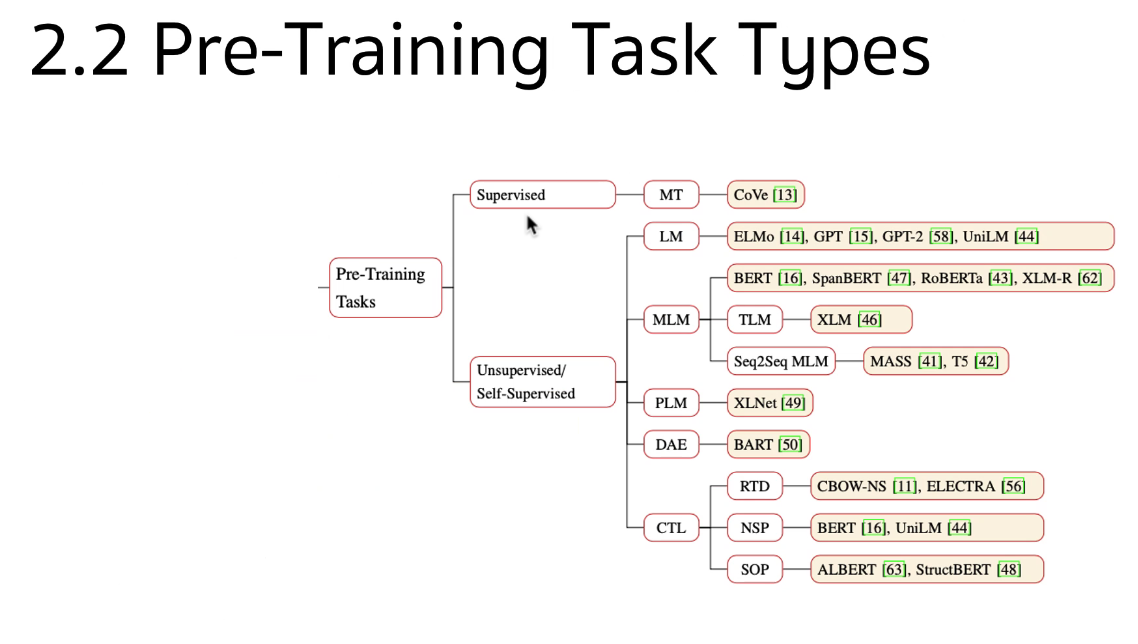 2.2 Pre-Training Task Types
Supervised
MT
CoVe [13]
LM
ELMo [14], GPT [15], GPT-2 [58], UniLM [44]
Pre-Training
Tasks
BERT [16], SpanBERT [47], RoBERTa [43], XLM-R [62]
MLM
TLM
XLM [46]
Seq2Seq MLM
MASS [41], T5 [42]
Unsupervised/
Self-Supervised
PLM
XLNet [49]
DAE
BART [50]
RTD
CBOW-NS [11], ELECTRA [56]
CTL
NSP
BERT [16], UniLM [44]
SOP
ALBERT [63], StructBERT [48]